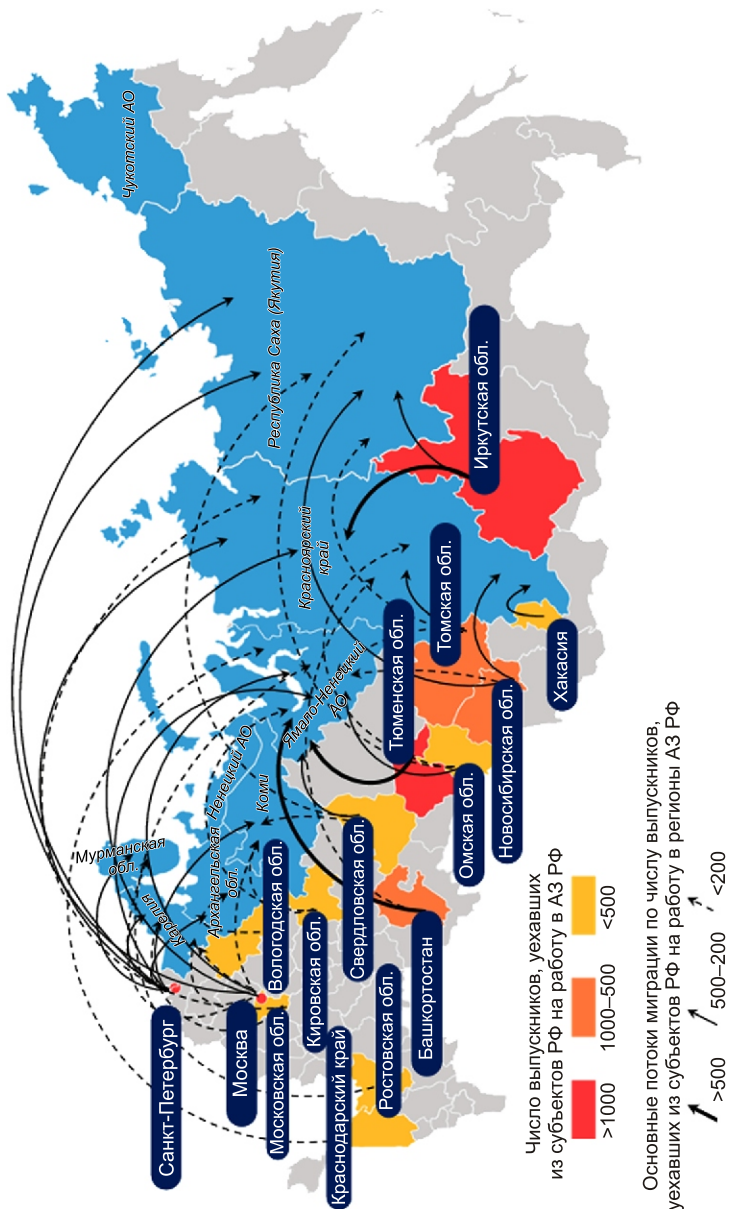 Чукотский АО
Республика Саха (Якутия)
Красноярский
край
Ямало-Ненецкий
АО
Ненецкий АО
Коми
Архангельская
обл.
Мурманская
обл.
Карелия
Санкт-Петербург
Москва
Московская обл.
Вологодская обл.
Кировская обл.
Краснодарский край
Свердловская обл.
Ростовская обл.
Башкортостан
Тюменская обл.
Омская обл.
Томская обл.
Новосибирская обл.
Хакасия
Иркутская обл.
Число выпускников, уехавших
из субъектов РФ на работу в АЗ РФ
>1000
1000–500
<500
Основные потоки миграции по числу выпускников,
уехавших из субъектов РФ на работу в регионы АЗ РФ
>500
500–200
<200